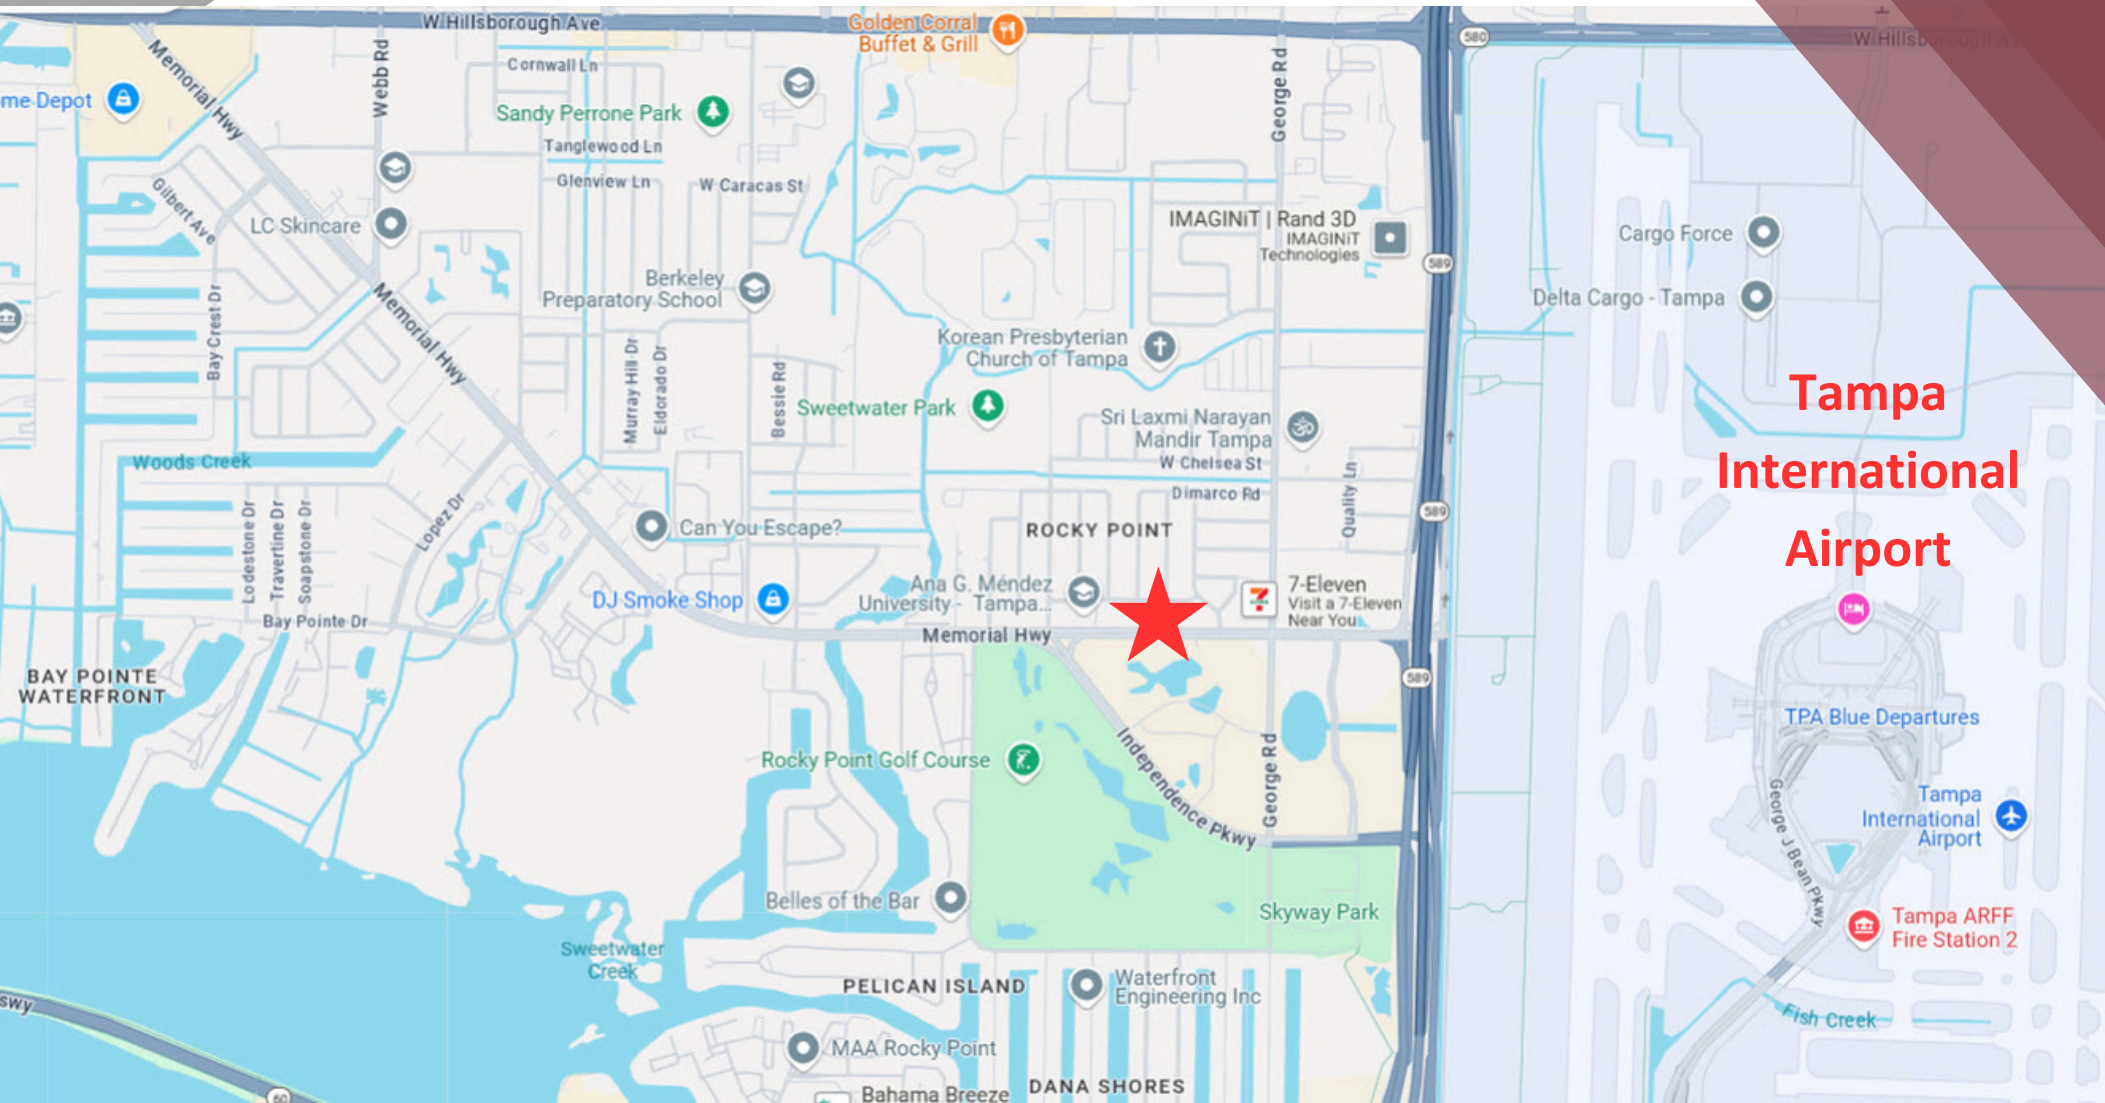 W Hillsborough Ave
Golden Corral
Buffet & Grill
580
W Hillsborough Av
Memorial Hwy
Webb Rd
Cornwall Ln
George Rd
me Depot
Sandy Perrone Park
Tanglewood Ln
Glenview Ln
W Caracas St
Gilbert Ave
LC Skincare
IMAGINiT | Rand 3D
IMAGINiT
Technologies
Cargo Force
589
Berkeley
Preparatory School
Delta Cargo - Tampa
Bay Crest Dr
Memorial Hwy
Murray Hill Dr
Eldorado Dr
Bessie Rd
Korean Presbyterian
Church of Tampa
Sweetwater Park
Sri Laxmi Narayan
Mandir Tampa
W Chelsea St
Dimarco Rd
Quality Ln
Tampa
International
Airport
Woods Creek
Lopez Dr
Lodestone Dr
Travertine Dr
Soapstone Dr
Can You Escape?
ROCKY POINT
589
DJ Smoke Shop
Ana G. Méndez
University - Tampa...
7-Eleven
Visit a 7-Eleven
Near You
Bay Pointe Dr
Memorial Hwy
BAY POINTE
WATERFRONT
589
TPA Blue Departures
Rocky Point Golf Course
Independence Pkwy
George Rd
George J Bean Pkwy
Tampa
International
Airport
Belles of the Bar
Skyway Park
Tampa ARFF
Fire Station 2
Sweetwater
Creek
PELICAN ISLAND
Waterfront
Engineering Inc
swy
Fish Creek
MAA Rocky Point
Bahama Breeze
DANA SHORES
60